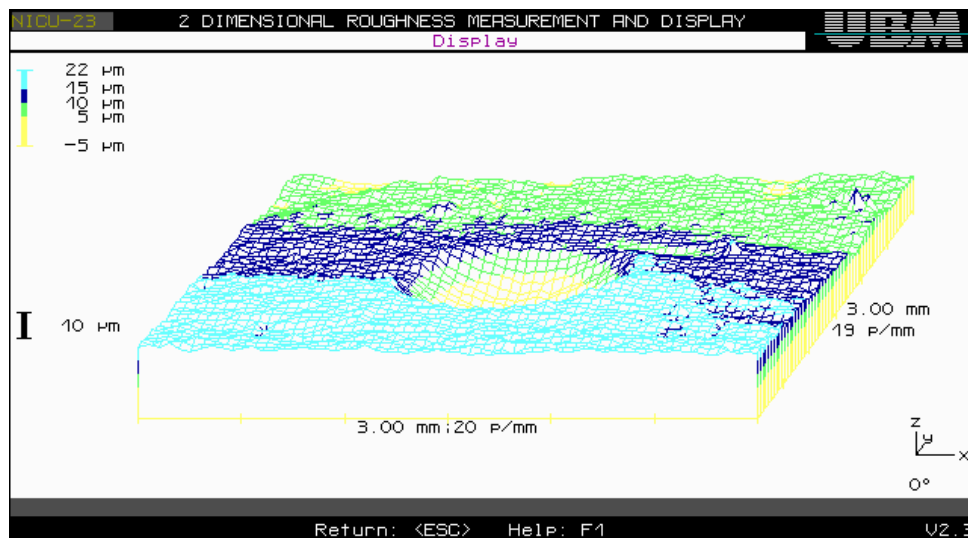 NICU-23 2 DIMENSIONAL ROUGHNESS MEASUREMENT AND DISPLAY UBM
Display
22 µm
15 µm
10 µm
5 µm
-5 µm
10 µm
3.00 mm
19 p/mm
3.00 mm;20 p/mm
z
y
x
0°
Return: <ESC> Help: F1 V2.3